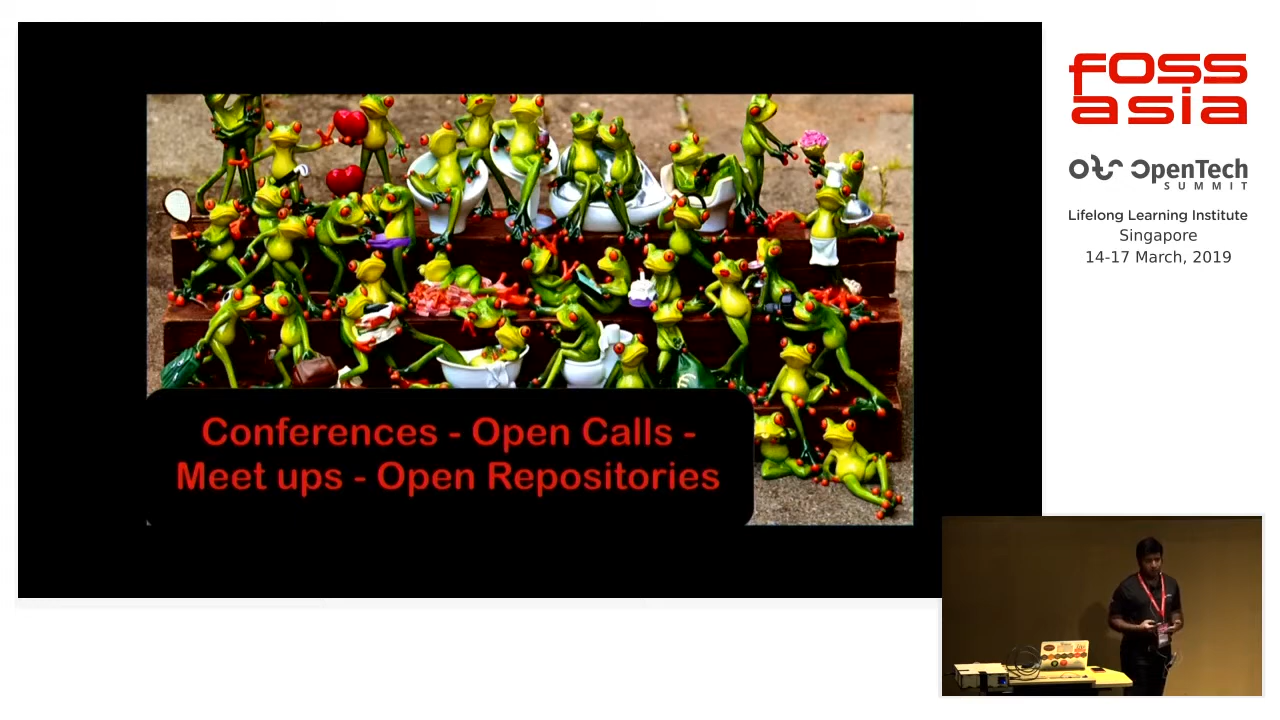 Conferences - Open Calls -
Meet ups - Open Repositories
fOSS
asia
OpenTech
SUMMIT
Lifelong Learning Institute
Singapore
14-17 March, 2019